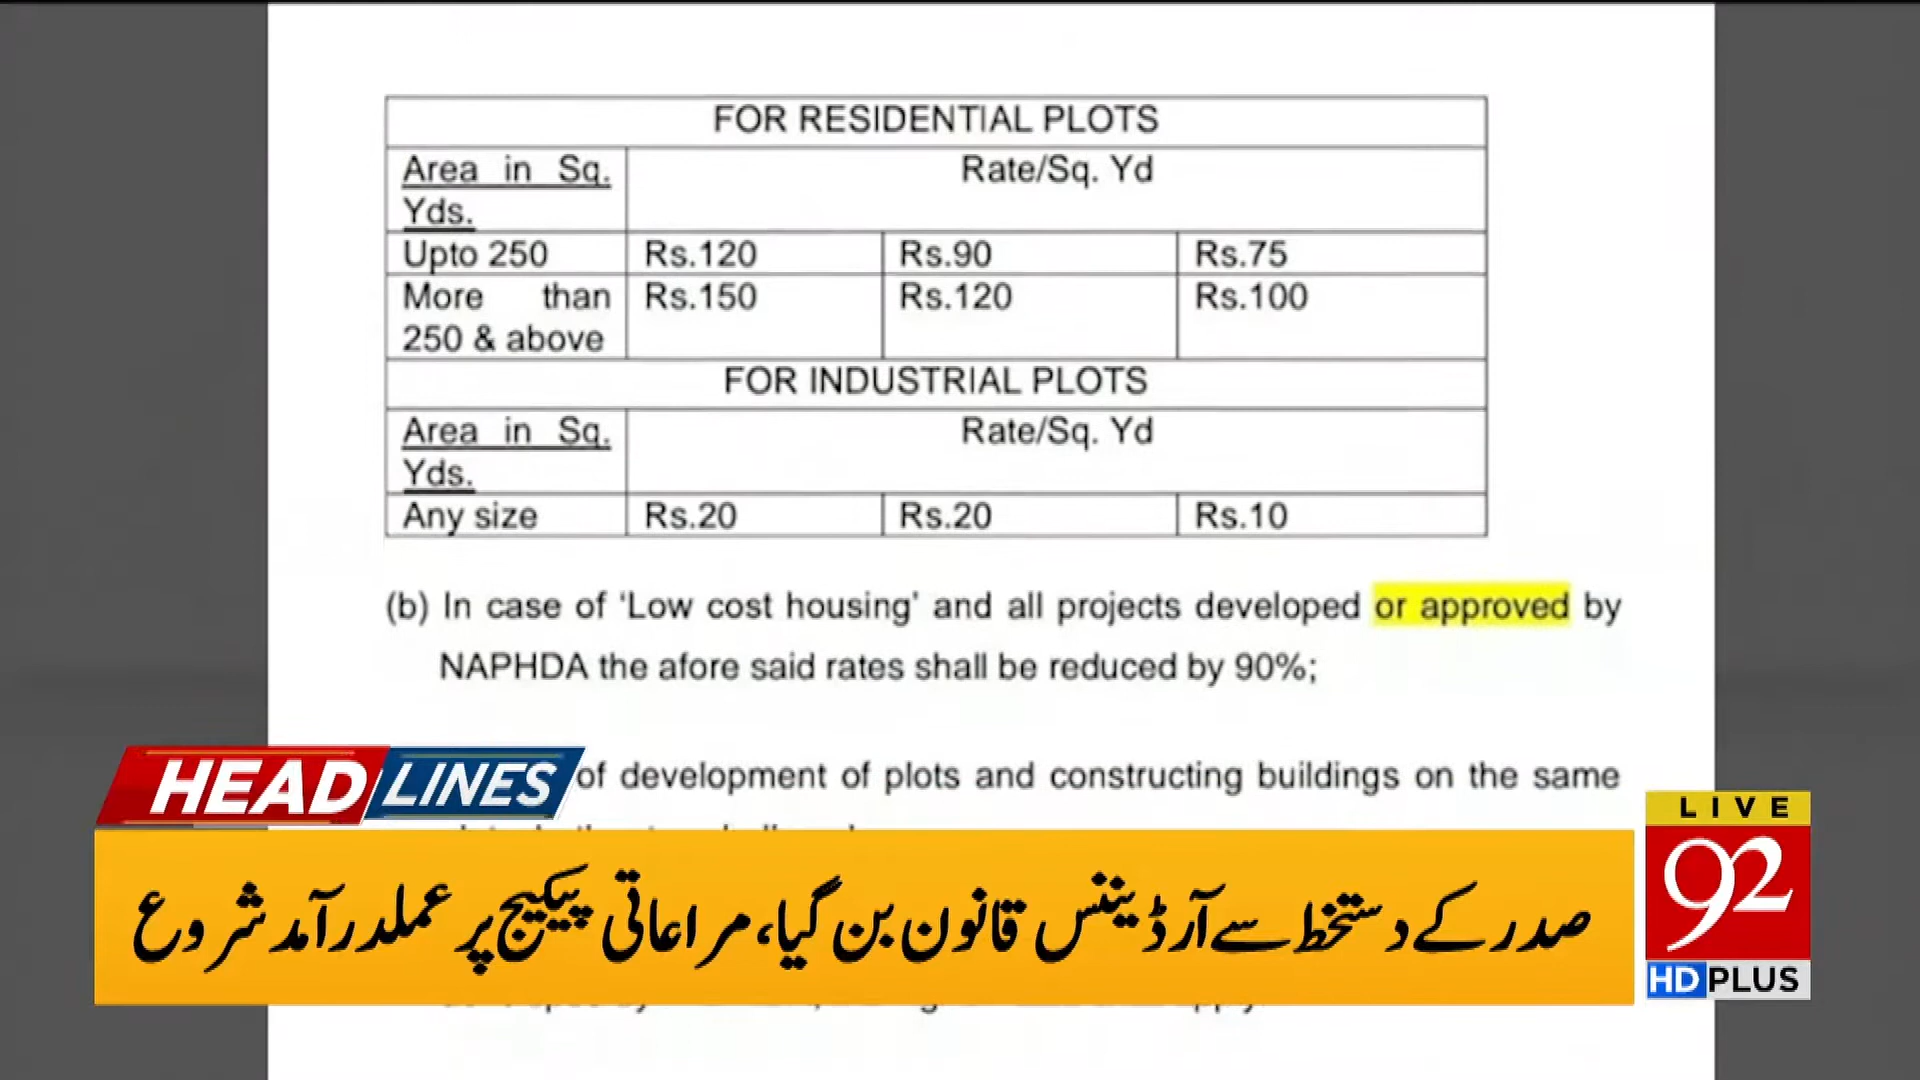 FOR RESIDENTIAL PLOTS
Area in Sq. Yds. Rate/Sq. Yd
Upto 250 Rs.120 Rs.90 Rs.75
More than 250 & above Rs.150 Rs.120 Rs.100
FOR INDUSTRIAL PLOTS
Area in Sq. Yds. Rate/Sq. Yd
Any size Rs.20 Rs.20 Rs.10
(b) In case of ‘Low cost housing’ and all projects developed or approved by
NAPHDA the afore said rates shall be reduced by 90%;
of development of plots and constructing buildings on the same
HEADLINES
صدر کے دستخط سے آرڈیننس قانون بن گیا، مراعاتی پیکیج پر عملدرآمد شروع
LIVE
92
HD PLUS